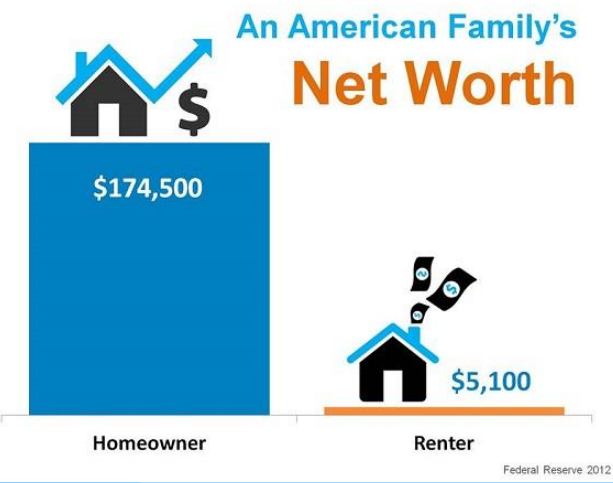 An American Family's
Net Worth
$
$174,500
$5,100
Homeowner
Renter
Federal Reserve 2012